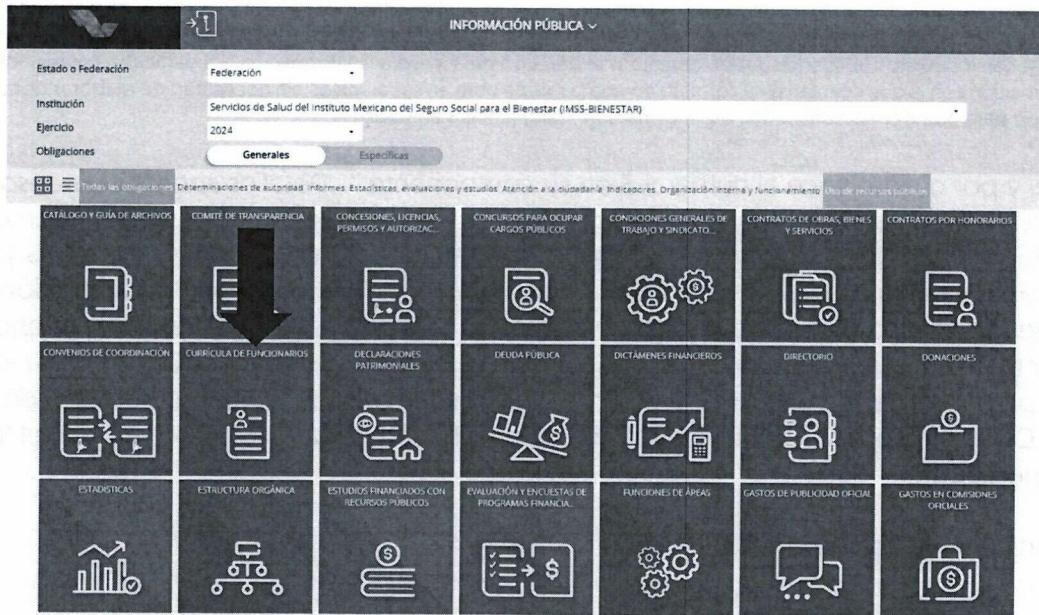 INFORMACIÓN PÚBLICA
Estado o Federación
Federación
Institución
Servicios de Salud del Instituto Mexicano del Seguro Social para el Bienestar (IMSS-BIENESTAR)
Ejercicio
2024
Obligaciones
Generales
Específicas
Todas las obligaciones Determinaciones de autoridad Informes Estadísticas, evaluaciones y estudios Atención a la ciudadanía Indicadores Organización interna y funcionamiento Uso de recursos públicos
CATÁLOGO Y GUÍA DE ARCHIVOS
COMITÉ DE TRANSPARENCIA
CONCESIONES, LICENCIAS,
PERMISOS Y AUTORIZAC...
CONCURSOS PARA OCUPAR
CARGOS PÚBLICOS
CONDICIONES GENERALES DE
TRABAJO Y SINDICATO...
CONTRATOS DE OBRAS, BIENES
Y SERVICIOS
CONTRATOS POR HONORARIOS
CONVENIOS DE COORDINACIÓN
CURRÍCULA DE FUNCIONARIOS
DECLARACIONES
PATRIMONIALES
DEUDA PÚBLICA
DICTÁMENES FINANCIEROS
DIRECTORIO
DONACIONES
ESTADISTICAS
ESTRUCTURA ORGÁNICA
ESTUDIOS FINANCIADOS CON
RECURSOS PÚBLICOS
EVALUACIÓN Y ENCUESTAS DE
PROGRAMAS FINANCIA...
FUNCIONES DE ÁREAS
GASTOS DE PUBLICIDAD OFICIAL
GASTOS EN COMISIONES
OFICIALES